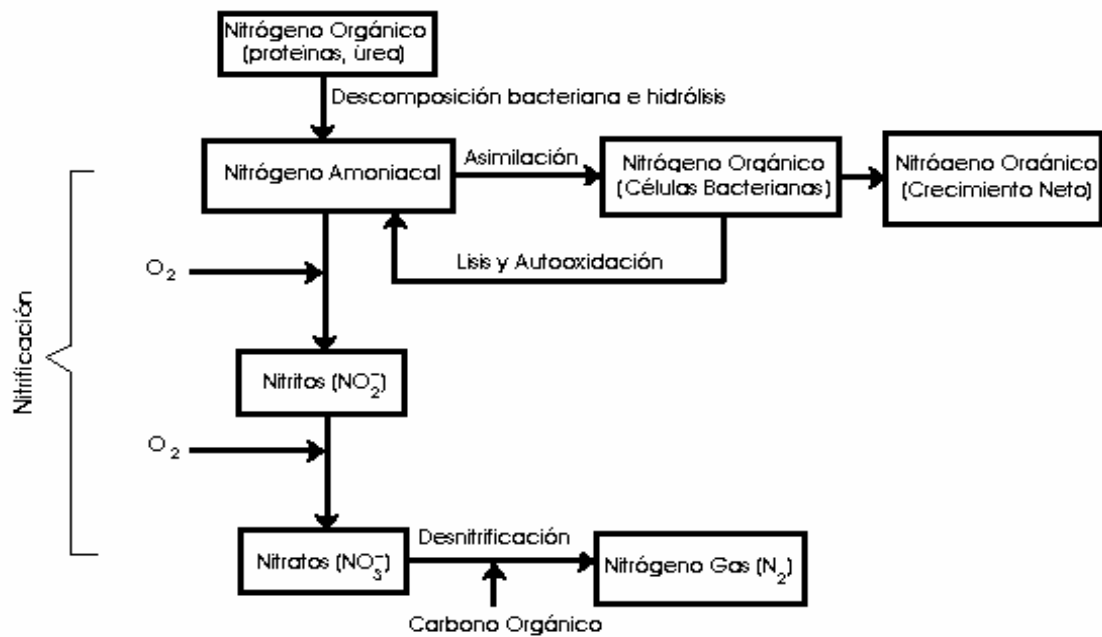 Nitrógeno Orgánico
(proteinas, úrea)
Descomposición bacteriana e hidrólisis
Nitrógeno Amoniacal
Asimilación
Nitrógeno Orgánico
(Células Bacterianas)
Nitróaeno Oraánico
(Crecimiento Neto)
Lisis y Autooxidación
O2
Nitrificación
Nitritos (NO2-)
O2
Nitratos (NO3-)
Desnitrificación
Nitrógeno Gas (N2)
Carbono Orgánico